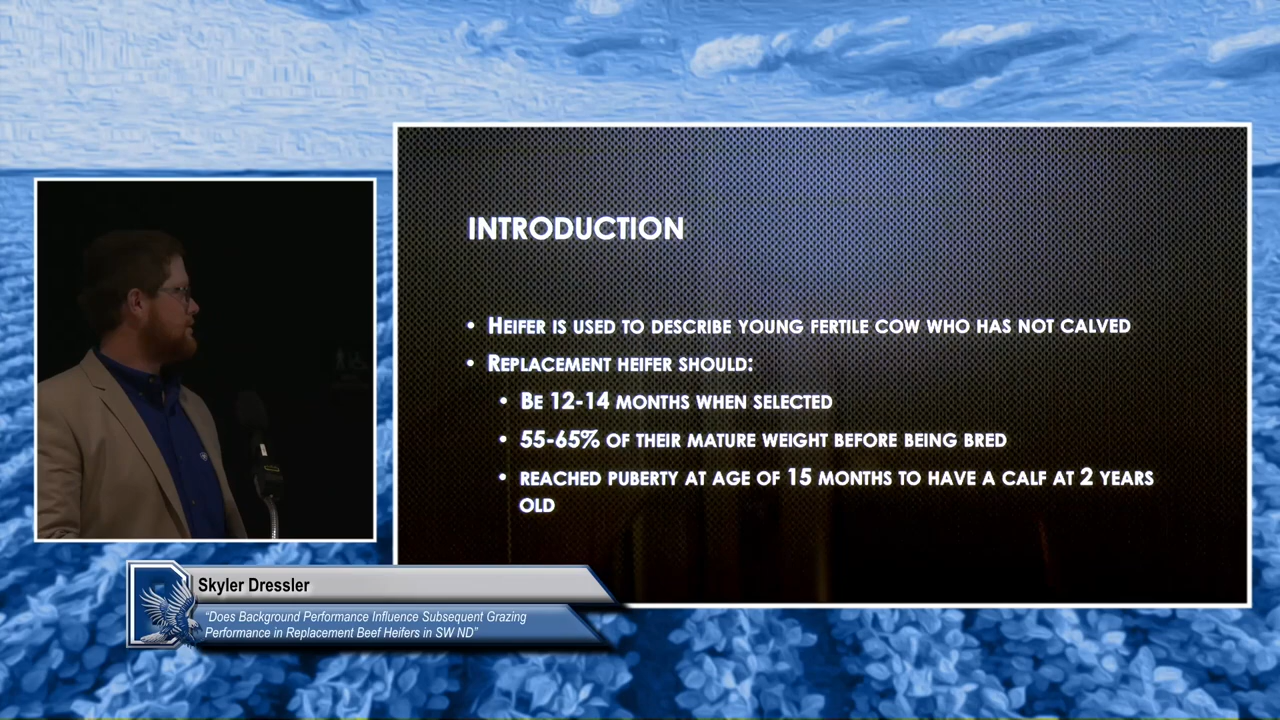 INTRODUCTION
• HEIFER IS USED TO DESCRIBE YOUNG FERTILE COW WHO HAS NOT CALVED
• REPLACEMENT HEIFER SHOULD:
• BE 12-14 MONTHS WHEN SELECTED
• 55-65% OF THEIR MATURE WEIGHT BEFORE BEING BRED
• REACHED PUBERTY AT AGE OF 15 MONTHS TO HAVE A CALF AT 2 YEARS
OLD
Skyler Dressler
“Does Background Performance Influence Subsequent Grazing
Performance in Replacement Beef Heifers in SW ND”